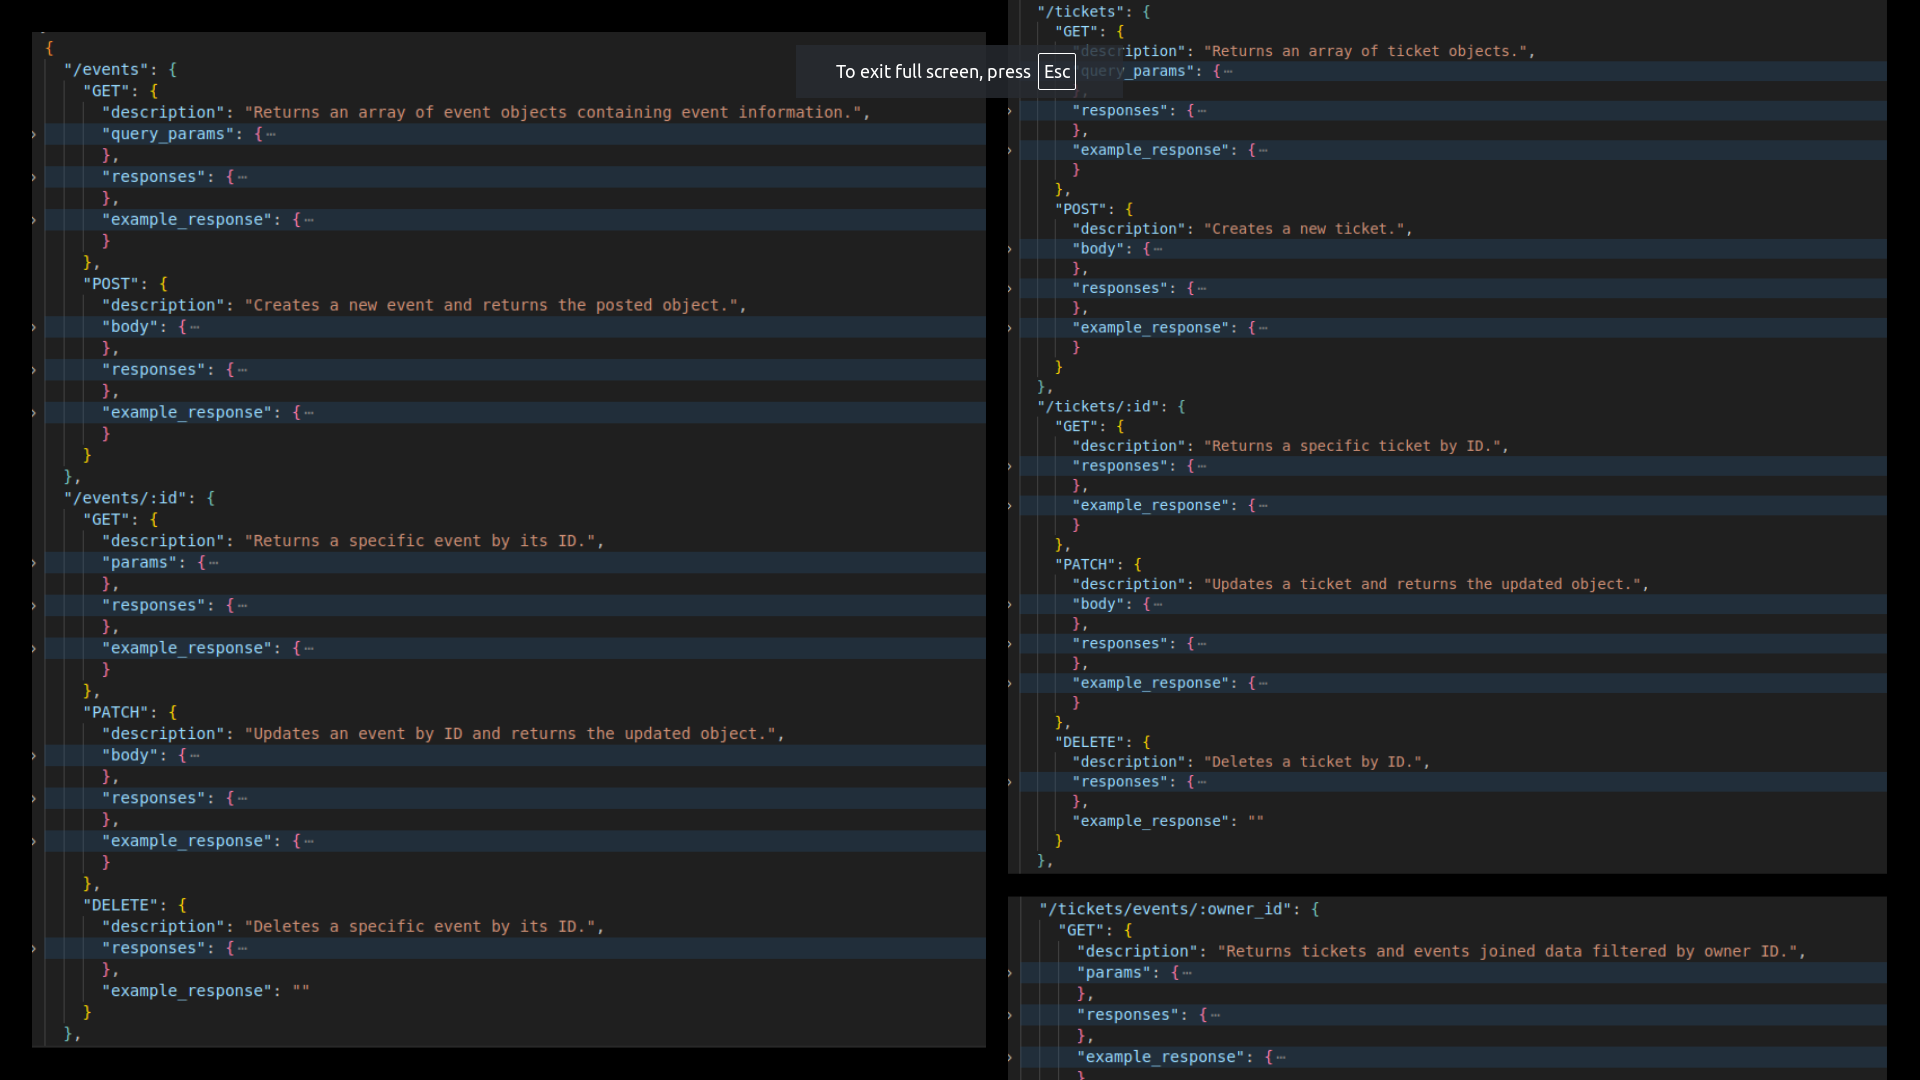 {
"/events": {
"GET": {
"description": "Returns an array of event objects containing event information.",
"query_params": {⋯
},
"responses": {⋯
},
"example_response": {⋯
}
},
"POST": {
"description": "Creates a new event and returns the posted object.",
"body": {⋯
},
"responses": {⋯
},
"example_response": {⋯
}
}
},
"/events/:id": {
"GET": {
"description": "Returns a specific event by its ID.",
"params": {⋯
},
"responses": {⋯
},
"example_response": {⋯
}
},
"PATCH": {
"description": "Updates an event by ID and returns the updated object.",
"body": {⋯
},
"responses": {⋯
},
"example_response": {⋯
}
},
"DELETE": {
"description": "Deletes a specific event by its ID.",
"responses": {⋯
},
"example_response": ""
}
},
To exit full screen, press Esc
"/tickets": {
"GET": {
"description": "Returns an array of ticket objects.",
"query_params": {⋯
},
"responses": {⋯
},
"example_response": {⋯
}
},
"POST": {
"description": "Creates a new ticket.",
"body": {⋯
},
"responses": {⋯
},
"example_response": {⋯
}
}
},
"/tickets/:id": {
"GET": {
"description": "Returns a specific ticket by ID.",
"responses": {⋯
},
"example_response": {⋯
}
},
"PATCH": {
"description": "Updates a ticket and returns the updated object.",
"body": {⋯
},
"responses": {⋯
},
"example_response": {⋯
}
},
"DELETE": {
"description": "Deletes a ticket by ID.",
"responses": {⋯
},
"example_response": ""
}
},
"/tickets/events/:owner_id": {
"GET": {
"description": "Returns tickets and events joined data filtered by owner ID.",
"params": {⋯
},
"responses": {⋯
},
"example_response": {⋯
}